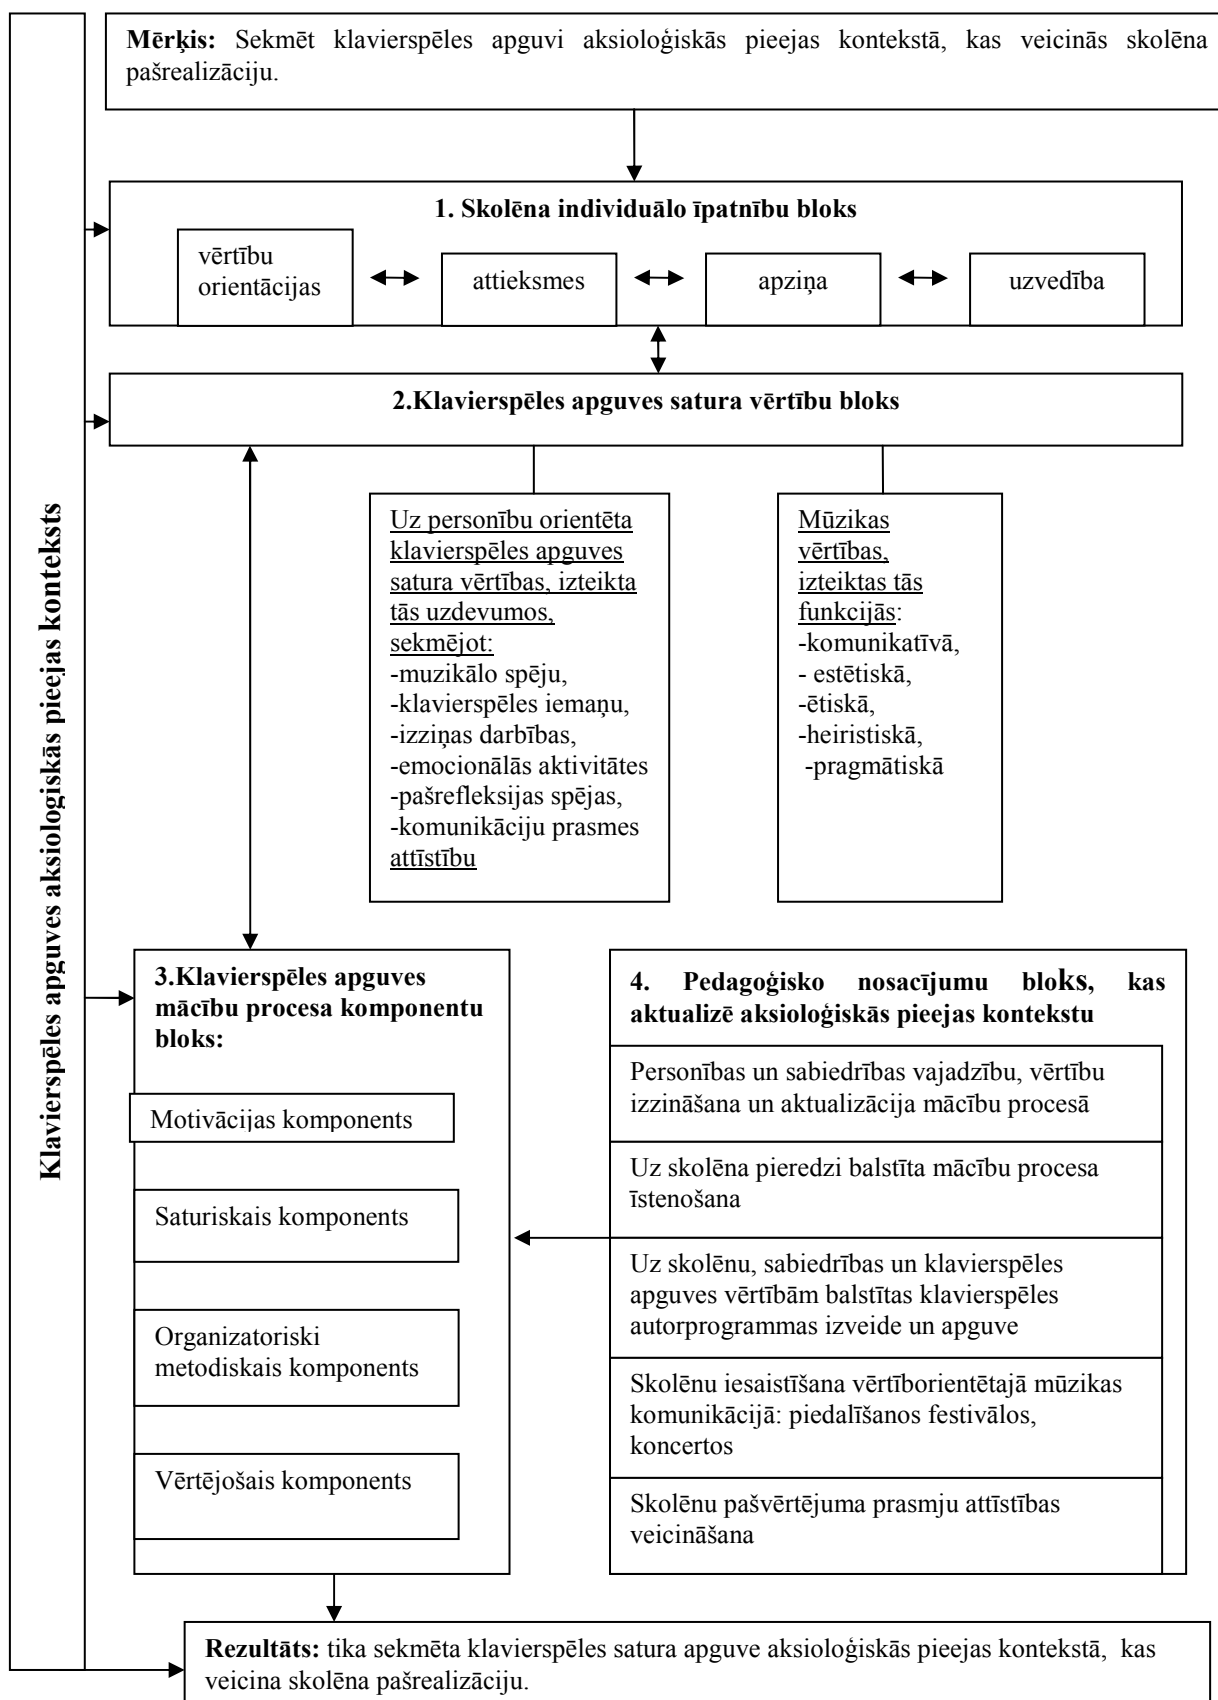 Mērķis: Sekmēt klavierspēles apguvi aksioloģiskās pieejas kontekstā, kas veicinās skolēna
pašrealizāciju.
1. Skolēna individuālo īpatnību bloks
vērtību
orientācijas
attieksmes
apziņa
uzvedība
2.Klavierspēles apguves satura vērtību bloks
Klavierspēles apguves aksioloģiskās pieejas konteksts
Uz personību orientēta
klavierspēles apguves
satura vērtības, izteikta
tās uzdevumos,
sekmējot:
-muzikālo spēju,
-klavierspēles iemaņu,
-izziņas darbības,
-emocionālās aktivitātes
-pašrefleksijas spējas,
-komunikāciju prasmes
attīstību
Mūzikas
vērtības,
izteiktas tās
funkcijās:
-komunikatīvā,
- estētiskā,
-ētiskā,
-heiristiskā,
-pragmātiskā
3.Klavierspēles apguves
mācību procesa komponentu
bloks:
Motivācijas komponents
Saturiskais komponents
Organizatoriski
metodiskais komponents
Vērtējošais komponents
4. Pedagoģisko nosacījumu bloks, kas
aktualizē aksioloģiskās pieejas kontekstu
Personības un sabiedrības vajadzību, vērtību
izzināšana un aktualizācija mācību procesā
Uz skolēna pieredzi balstīta mācību procesa
īstenošana
Uz skolēnu, sabiedrības un klavierspēles
apguves vērtībām balstītas klavierspēles
autorprogrammas izveide un apguve
Skolēnu iesaistīšana vērtīborientētajā mūzikas
komunikācijā: piedalīšanos festivālos,
koncertos
Skolēnu pašvērtējuma prasmju attīstības
veicināšana
Rezultāts: tika sekmēta klavierspēles satura apguve aksioloģiskās pieejas kontekstā, kas
veicina skolēna pašrealizāciju.